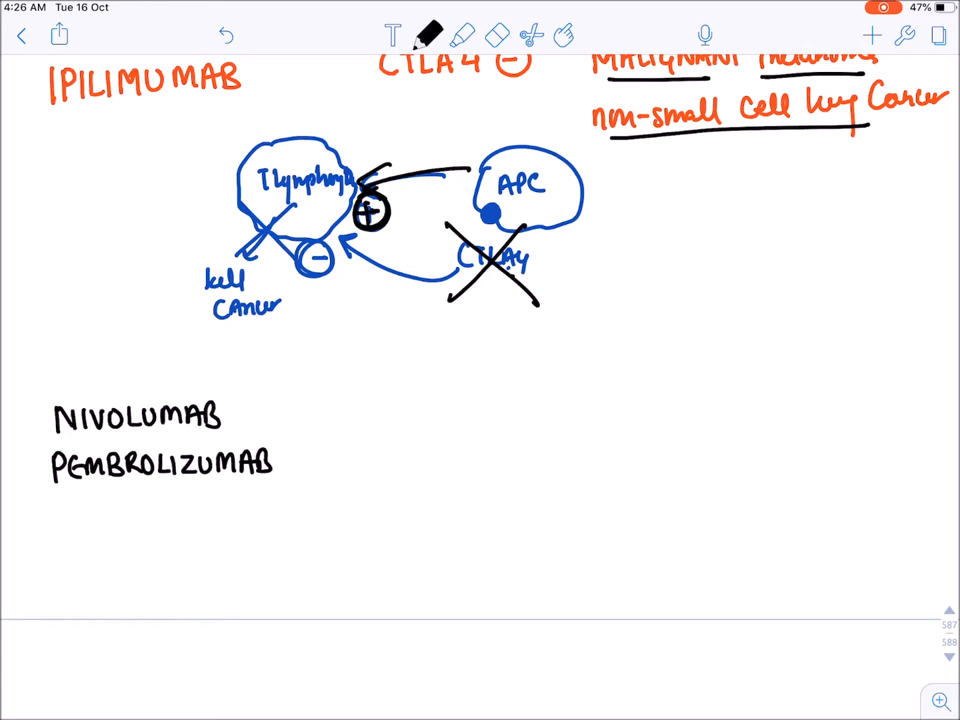 4:26 AM Tue 16 Oct
47%
T
IPILIMUMAB
CTLA4 -
MALIGNANT
non-small cell Cancer
T lymphocyte
APC
+
-
CTLA4
kill
cancer
NIVOLUMAB
PEMBROLIZUMAB
587
588